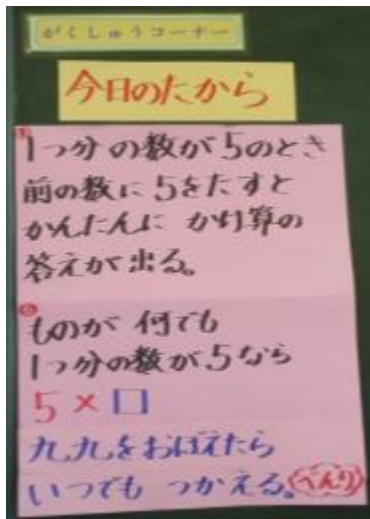 がくしゅうコーナー
今日のたから
1つ分の数が5のとき
前の数に5をたすと
かんたんに かけ算の
答えが出る。
ものが 何でも
1つ分の数が5なら
5×□
九九をおぼえたら
いつでも つかえる。べんり